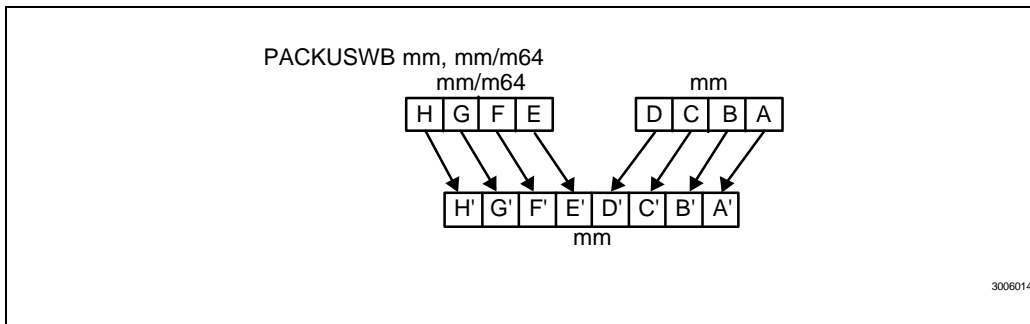 PACKUSWB mm, mm/m64
mm/m64 mm
H G F E D C B A
H' G' F' E' D' C' B' A'
mm
3006014